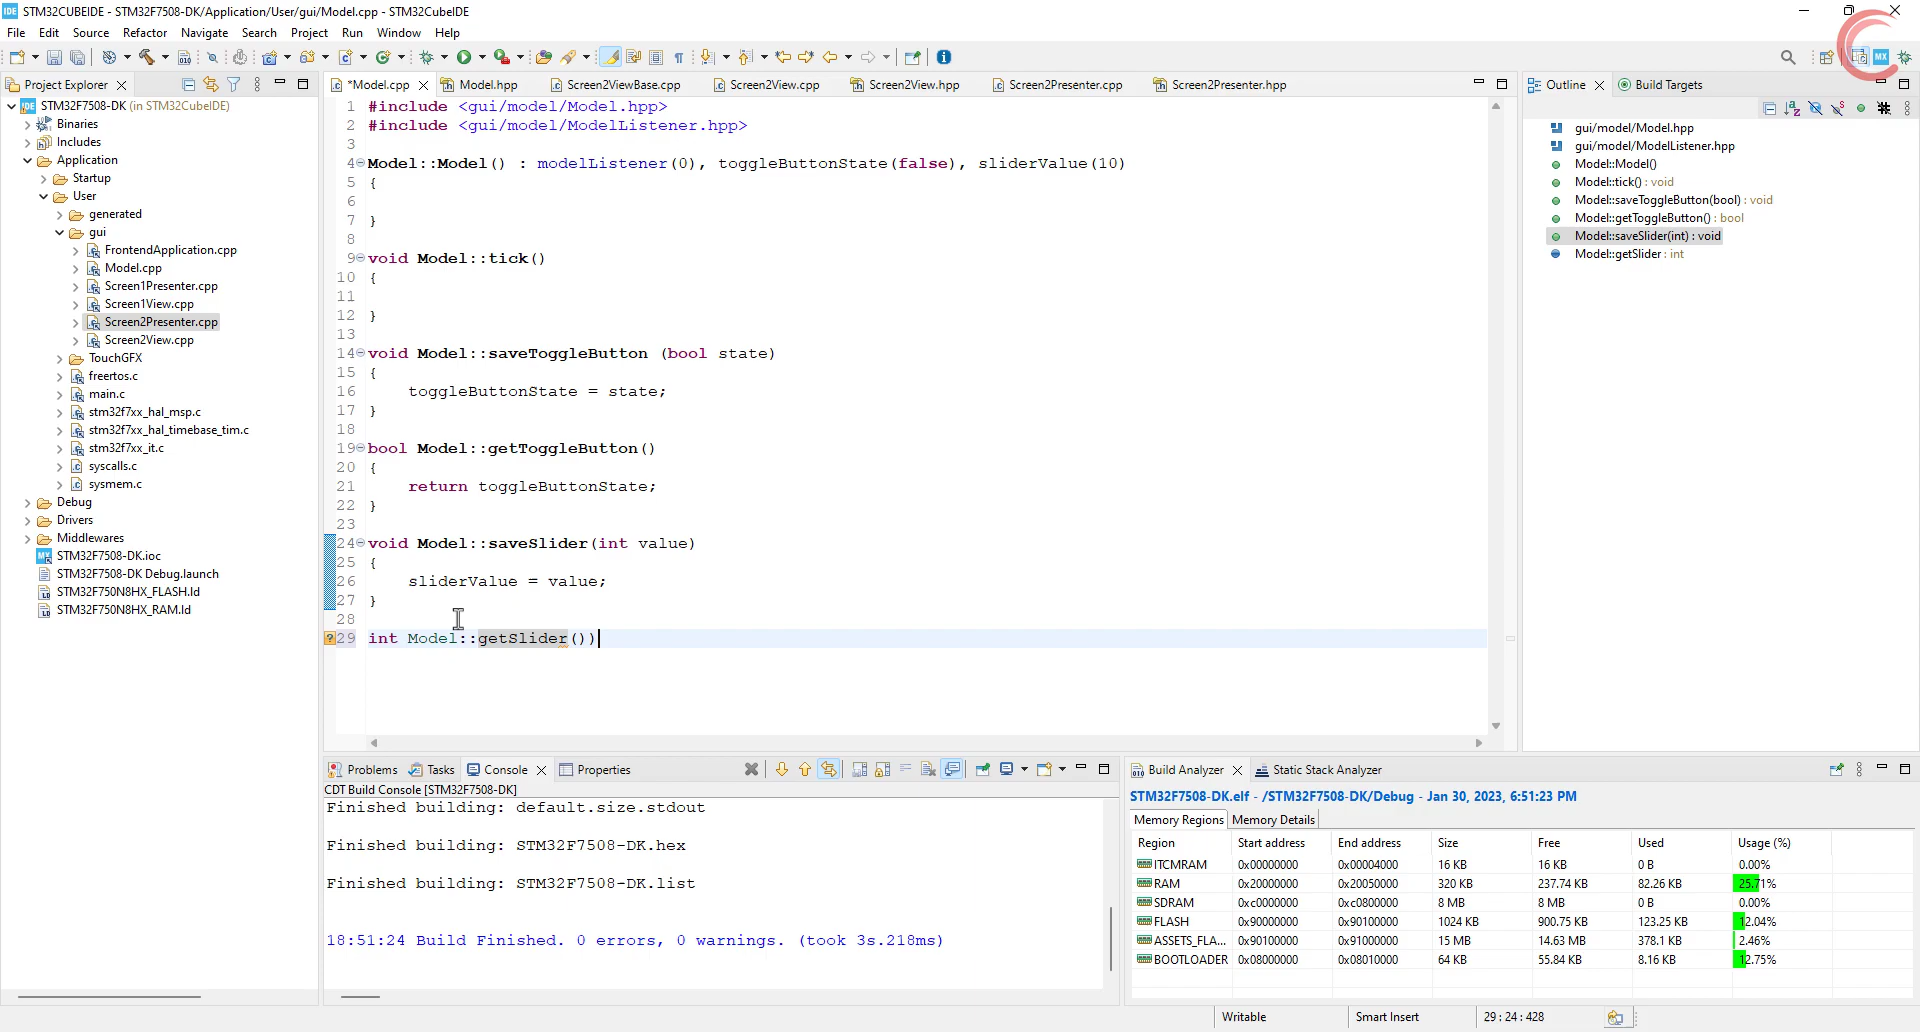 IDE STM32CUBEIDE - STM32F7508-DK/Application/User/gui/Model.cpp - STM32CubeIDE
File Edit Source Refactor Navigate Search Project Run Window Help
Project Explorer
IDE STM32F7508-DK (in STM32CubeIDE)
Binaries
Includes
Application
Startup
User
generated
gui
FrontendApplication.cpp
Model.cpp
Screen1Presenter.cpp
Screen1View.cpp
Screen2Presenter.cpp
Screen2View.cpp
TouchGFX
freertos.c
main.c
stm32f7xx_hal_msp.c
stm32f7xx_hal_timebase_tim.c
stm32f7xx_it.c
syscalls.c
sysmem.c
Debug
Drivers
Middlewares
MX STM32F7508-DK.ioc
STM32F7508-DK Debug.launch
STM32F750N8HX_FLASH.ld
STM32F750N8HX_RAM.ld
*Model.cpp Model.hpp Screen2ViewBase.cpp Screen2View.cpp Screen2View.hpp Screen2Presenter.cpp Screen2Presenter.hpp
1 #include <gui/model/Model.hpp>
2 #include <gui/model/ModelListener.hpp>
3
4 Model::Model() : modelListener(0), toggleButtonState(false), sliderValue(10)
5 {
6
7 }
8
9 void Model::tick()
10 {
11
12 }
13
14 void Model::saveToggleButton (bool state)
15 {
16 toggleButtonState = state;
17 }
18
19 bool Model::getToggleButton()
20 {
21 return toggleButtonState;
22 }
23
24 void Model::saveSlider(int value)
25 {
26 sliderValue = value;
27 }
28
29 int Model::getSlider())
Outline Build Targets
gui/model/Model.hpp
gui/model/ModelListener.hpp
Model::Model()
Model::tick() : void
Model::saveToggleButton(bool) : void
Model::getToggleButton() : bool
Model::saveSlider(int) : void
Model::getSlider : int
Problems Tasks Console Properties
CDT Build Console [STM32F7508-DK]
Finished building: default.size.stdout
Finished building: STM32F7508-DK.hex
Finished building: STM32F7508-DK.list
18:51:24 Build Finished. 0 errors, 0 warnings. (took 3s.218ms)
Build Analyzer Static Stack Analyzer
STM32F7508-DK.elf - /STM32F7508-DK/Debug - Jan 30, 2023, 6:51:23 PM
Memory Regions Memory Details
Region Start address End address Size Free Used Usage (%)
ITCMRAM 0x00000000 0x00004000 16 KB 16 KB 0 B 0.00%
RAM 0x20000000 0x20050000 320 KB 237.74 KB 82.26 KB 25.71%
SDRAM 0xc0000000 0xc0800000 8 MB 8 MB 0 B 0.00%
FLASH 0x90000000 0x90100000 1024 KB 900.75 KB 123.25 KB 12.04%
ASSETS_FLA... 0x90100000 0x91000000 15 MB 14.63 MB 378.1 KB 2.46%
BOOTLOADER 0x08000000 0x08010000 64 KB 55.84 KB 8.16 KB 12.75%
Writable Smart Insert 29 : 24 : 428